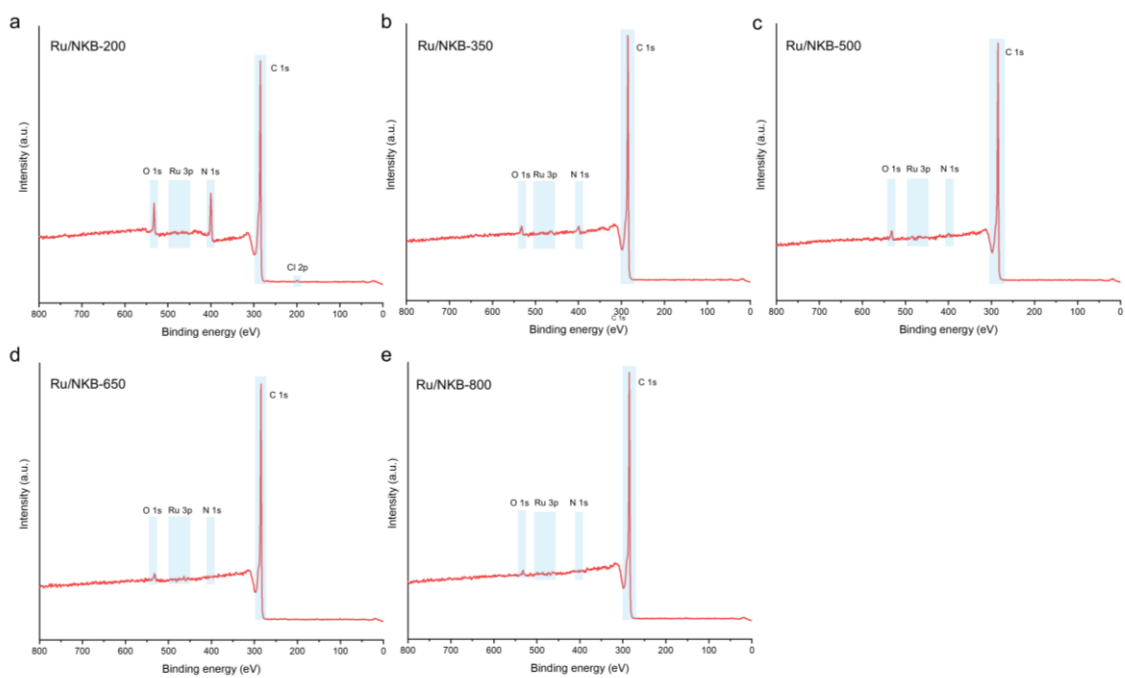 a
Ru/NKB-200
C 1s
O 1s
Ru 3p
N 1s
Cl 2p
Intensity (a.u.)
800 700 600 500 400 300 200 100 0
Binding energy (eV)
b
Ru/NKB-350
C 1s
O 1s
Ru 3p
N 1s
Intensity (a.u.)
800 700 600 500 400 300 200 100 0
C 1s
Binding energy (eV)
c
Ru/NKB-500
C 1s
O 1s
Ru 3p
N 1s
Intensity (a.u.)
800 700 600 500 400 300 200 100 0
Binding energy (eV)
d
Ru/NKB-650
C 1s
O 1s
Ru 3p
N 1s
Intensity (a.u.)
800 700 600 500 400 300 200 100 0
Binding energy (eV)
e
Ru/NKB-800
C 1s
O 1s
Ru 3p
N 1s
Intensity (a.u.)
800 700 600 500 400 300 200 100 0
Binding energy (eV)